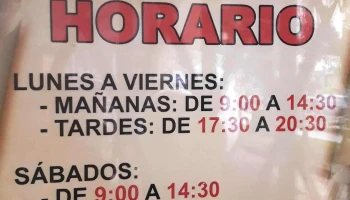 HORARIO
LUNES A VIERNES:
- MAÑANAS: DE 9:00 A 14:30
- TARDES: DE 17:30 A 20:30
SÁBADOS:
- DE 9:00 A 14:30